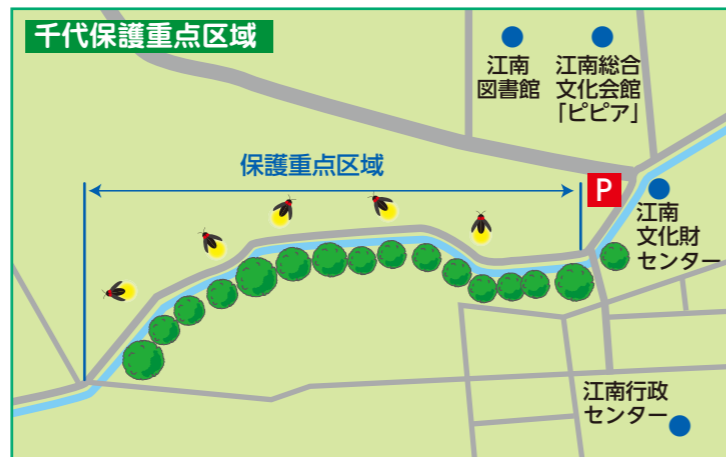 千代保護重点区域
江南
図書館
江南総合
文化会館
「ピピア」
保護重点区域
P
江南
文化財
センター
江南行政
センター